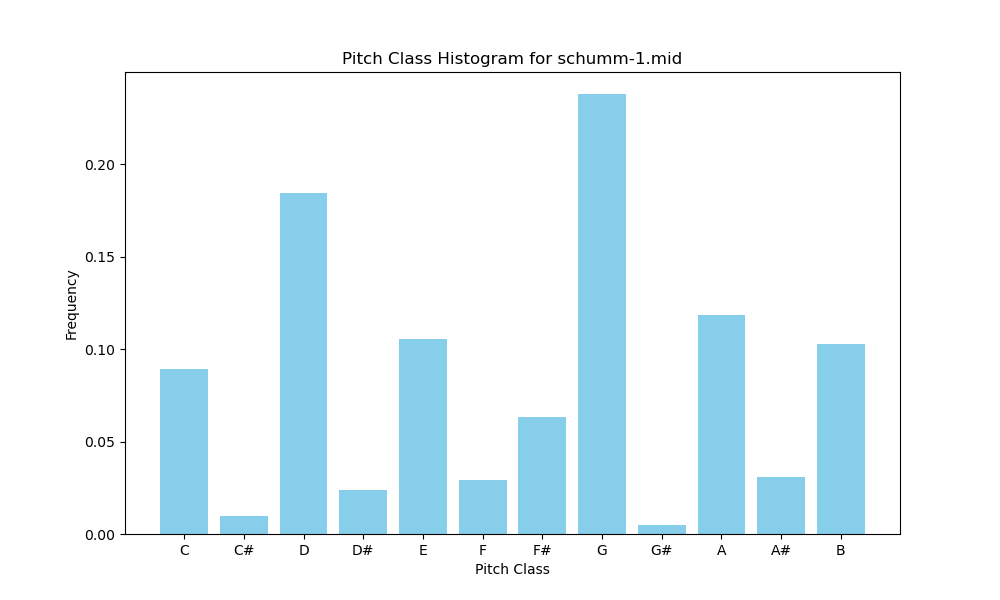 Pitch Class Histogram for schumm-1.mid
Frequency
0.20
0.15
0.10
0.05
0.00
C C# D D# E F F# G G# A A# B
Pitch Class